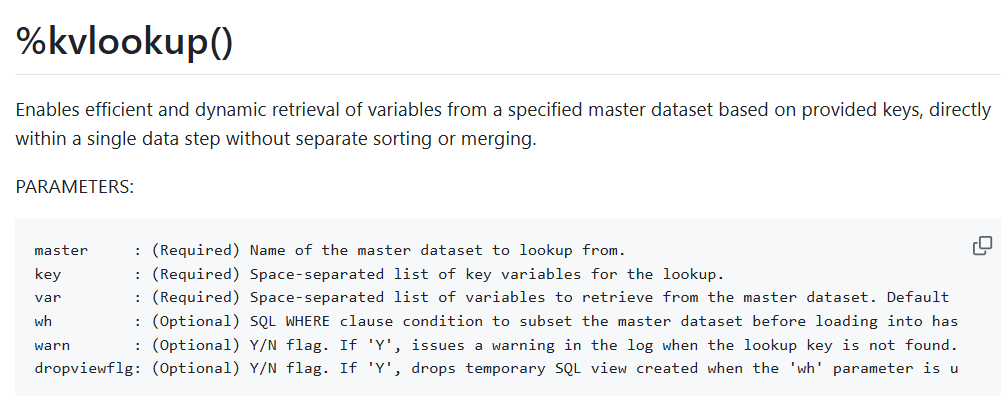 %kvlookup()
Enables efficient and dynamic retrieval of variables from a specified master dataset based on provided keys, directly
within a single data step without separate sorting or merging.
PARAMETERS:
master     : (Required) Name of the master dataset to lookup from.
key        : (Required) Space-separated list of key variables for the lookup.
var        : (Required) Space-separated list of variables to retrieve from the master dataset. Default
wh         : (Optional) SQL WHERE clause condition to subset the master dataset before loading into has
warn       : (Optional) Y/N flag. If 'Y', issues a warning in the log when the lookup key is not found.
dropviewflg: (Optional) Y/N flag. If 'Y', drops temporary SQL view created when the 'wh' parameter is u